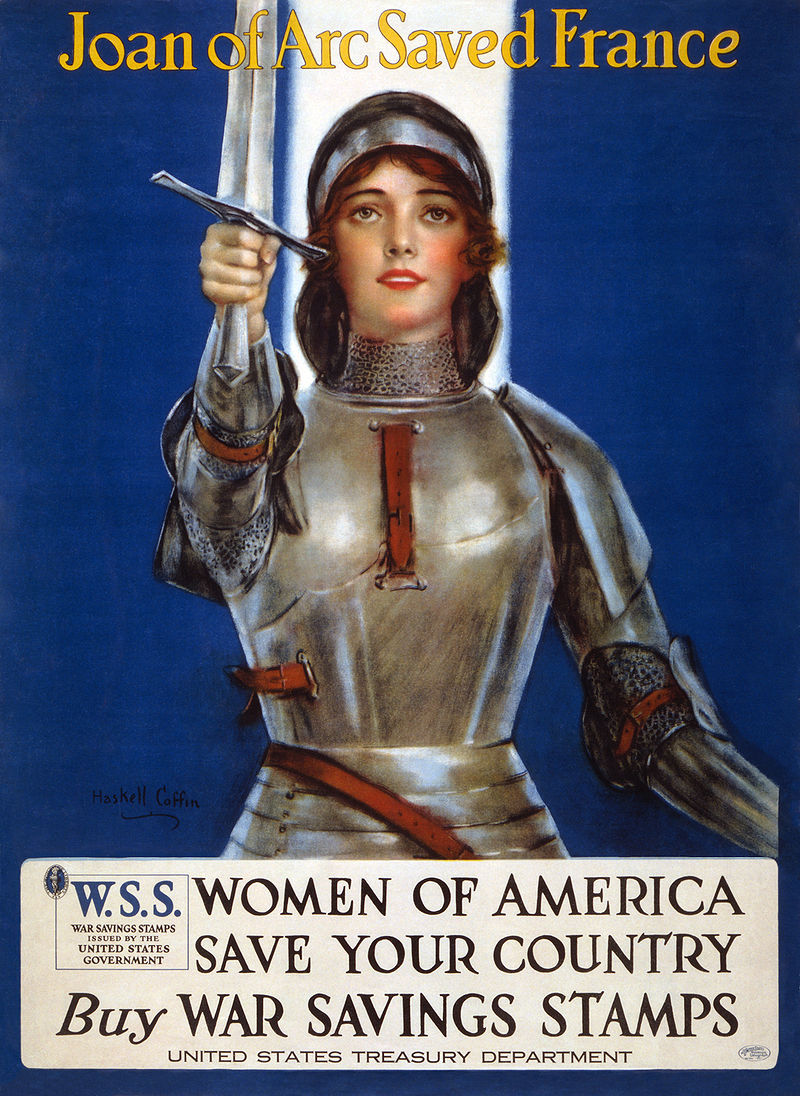 Joan of Arc Saved France
Haskell Coffin
W.S.S.
WAR SAVINGS STAMPS
ISSUED BY THE
UNITED STATES
GOVERNMENT
WOMEN OF AMERICA
SAVE YOUR COUNTRY
Buy WAR SAVINGS STAMPS
UNITED STATES TREASURY DEPARTMENT